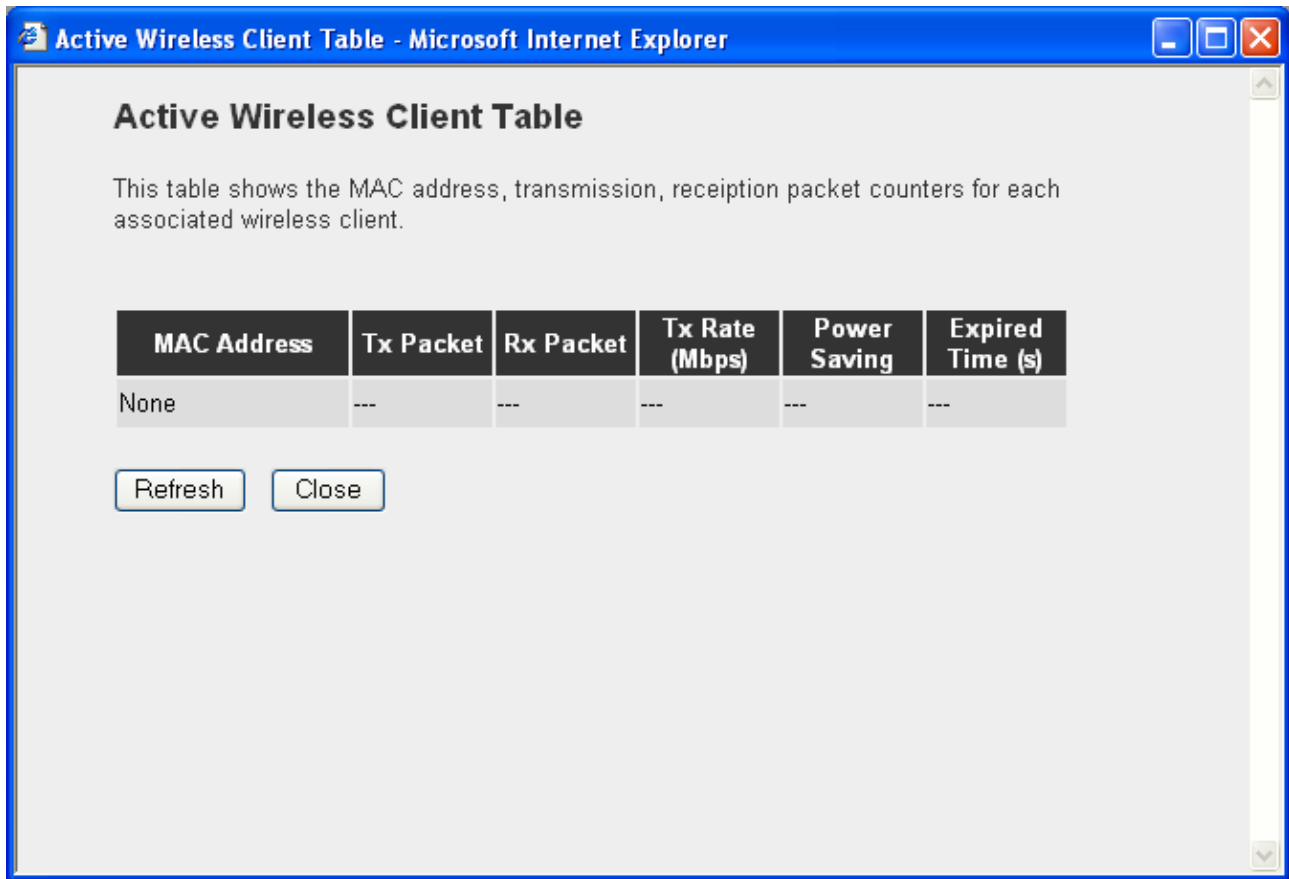 Active Wireless Client Table - Microsoft Internet Explorer
Active Wireless Client Table
This table shows the MAC address, transmission, receiption packet counters for each
associated wireless client.
MAC Address Tx Packet Rx Packet Tx Rate (Mbps) Power Saving Expired Time (s)
None --- --- --- --- ---
Refresh Close